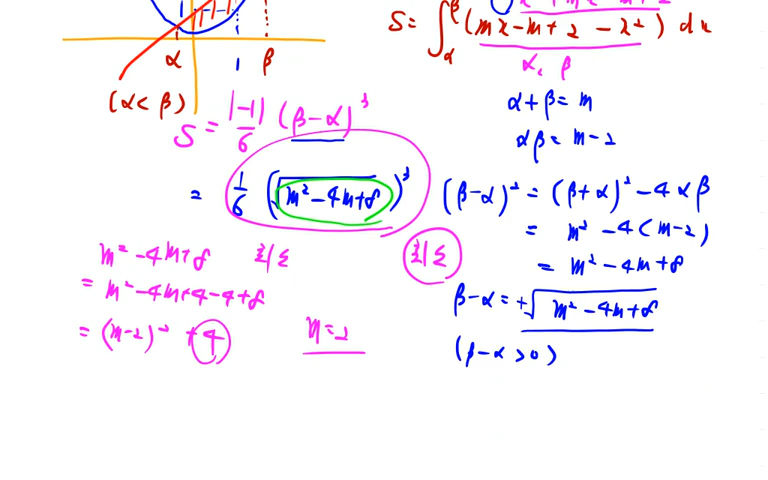 S = ∫_α^β (mx-m+2 - x²) dx
α, β
α 1 β
(α<β)
S = |-1|/6 (β-α)³
= 1/6 (√(m²-4m+8))³
α+β=m
αβ=m-2
(β-α)² = (β+α)² - 4αβ
= m² - 4(m-2)
= m² - 4m+8
β-α = +√(m²-4m+8)
(β-α>0)
최소
m²-4m+8 최소
= m²-4m+4-4+8
= (m-2)² +4
m=2